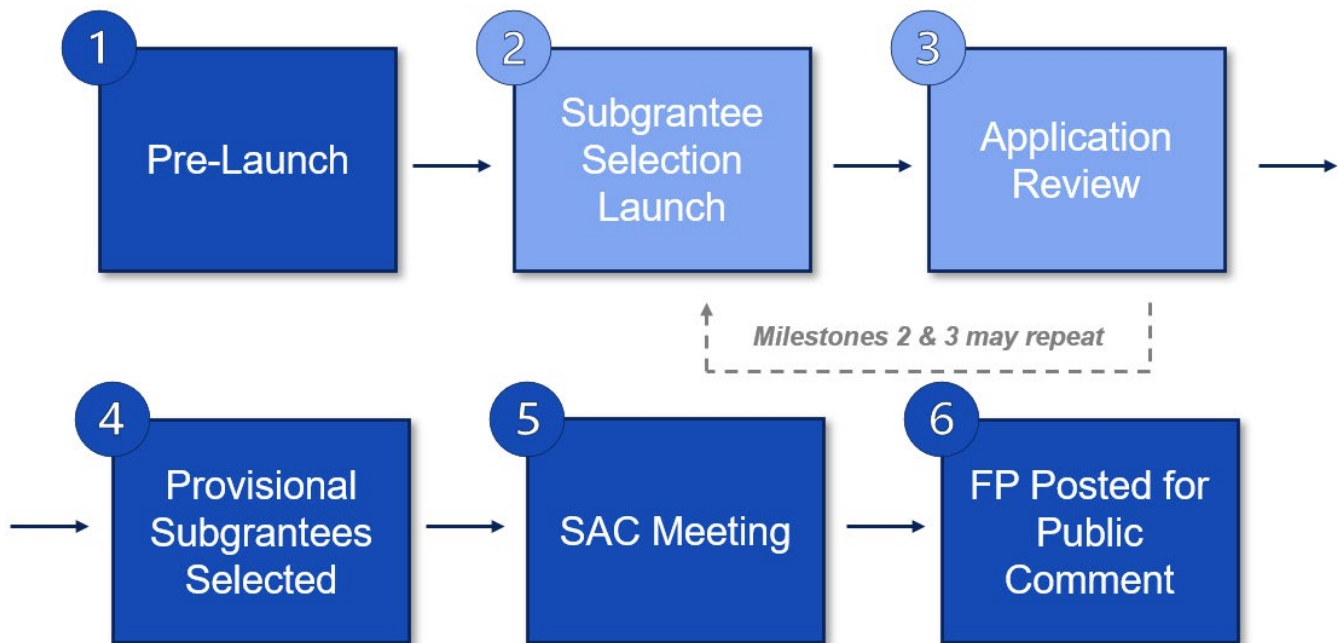 1
Pre-Launch
2
Subgrantee
Selection
Launch
3
Application
Review
Milestones 2 & 3 may repeat
4
Provisional
Subgrantees
Selected
5
SAC Meeting
6
FP Posted for
Public
Comment